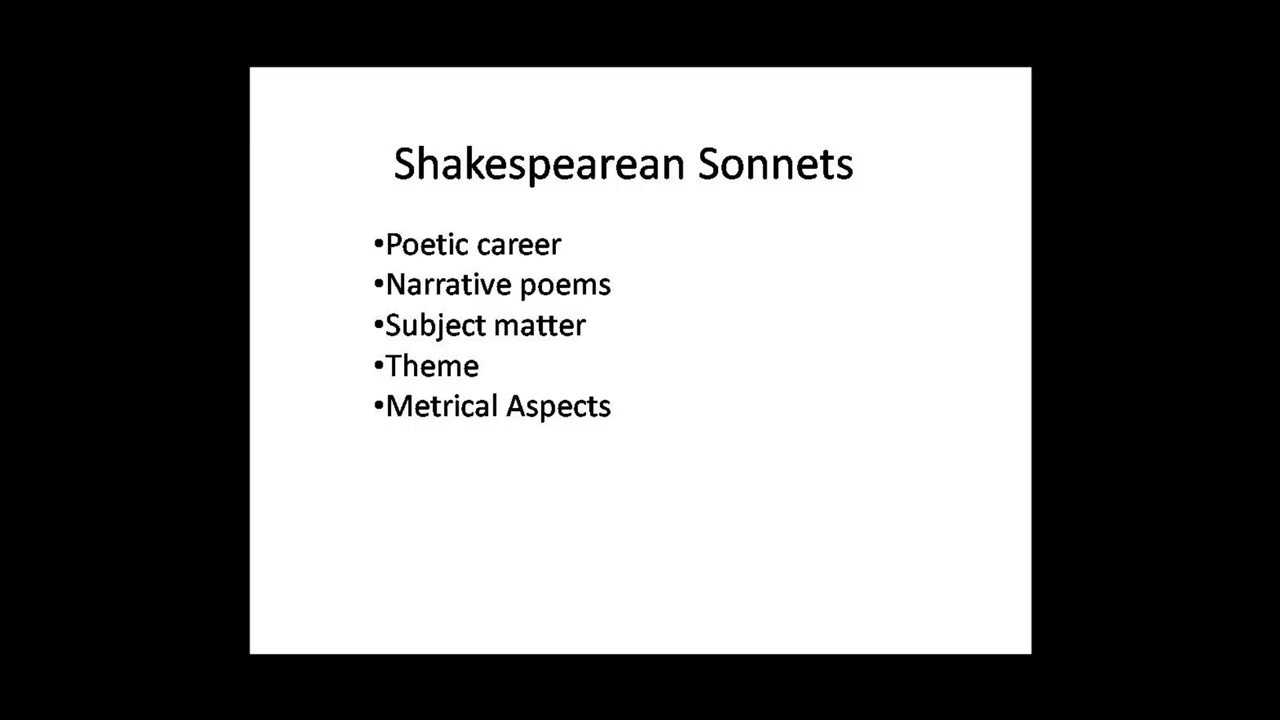 Shakespearean Sonnets
•Poetic career
•Narrative poems
•Subject matter
•Theme
•Metrical Aspects